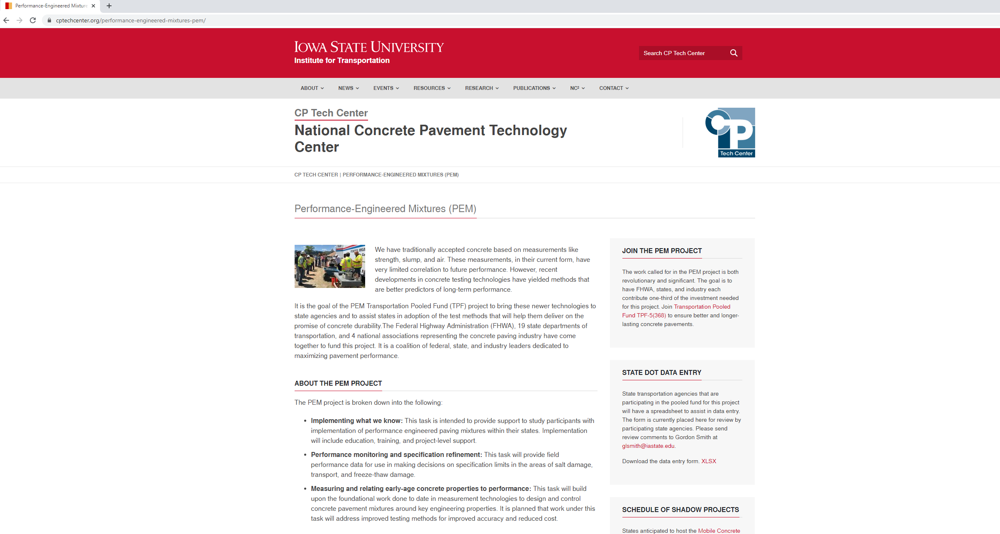 Performance-Engineered Mixture
cptechcenter.org/performance-engineered-mixtures-pem/
IOWA STATE UNIVERSITY
Institute for Transportation
Search CP Tech Center
ABOUT NEWS EVENTS RESOURCES RESEARCH PUBLICATIONS NC² CONTACT
CP Tech Center
National Concrete Pavement Technology
Center
CP
Tech Center
CP TECH CENTER | PERFORMANCE-ENGINEERED MIXTURES (PEM)
Performance-Engineered Mixtures (PEM)
FEDERAL HIGH
Co
We have traditionally accepted concrete based on measurements like
strength, slump, and air. These measurements, in their current form, have
very limited correlation to future performance. However, recent
developments in concrete testing technologies have yielded methods that
are better predictors of long-term performance.
It is the goal of the PEM Transportation Pooled Fund (TPF) project to bring these newer technologies to
state agencies and to assist states in adoption of the test methods that will help them deliver on the
promise of concrete durability.The Federal Highway Administration (FHWA), 19 state departments of
transportation, and 4 national associations representing the concrete paving industry have come
together to fund this project. It is a coalition of federal, state, and industry leaders dedicated to
maximizing pavement performance.
ABOUT THE PEM PROJECT
The PEM project is broken down into the following:
• Implementing what we know: This task is intended to provide support to study participants with
implementation of performance engineered paving mixtures within their states. Implementation
will include education, training, and project-level support.
• Performance monitoring and specification refinement: This task will provide field
performance data for use in making decisions on specification limits in the areas of salt damage,
transport, and freeze-thaw damage.
• Measuring and relating early-age concrete properties to performance: This task will build
upon the foundational work done to date in measurement technologies to design and control
concrete pavement mixtures around key engineering properties. It is planned that work under this
task will address improved testing methods for improved accuracy and reduced cost.
JOIN THE PEM PROJECT
The work called for in the PEM project is both
revolutionary and significant. The goal is to
have FHWA, states, and industry each
contribute one-third of the investment needed
for this project. Join Transportation Pooled
Fund TPF-5(368) to ensure better and longer-
lasting concrete pavements.
STATE DOT DATA ENTRY
State transportation agencies that are
participating in the pooled fund for this project
will have a spreadsheet to assist in data entry.
The form is currently placed here for review by
participating state agencies. Please send
review comments to Gordon Smith at
glsmith@iastate.edu.
Download the data entry form. XLSX
SCHEDULE OF SHADOW PROJECTS
States anticipated to host the Mobile Concrete